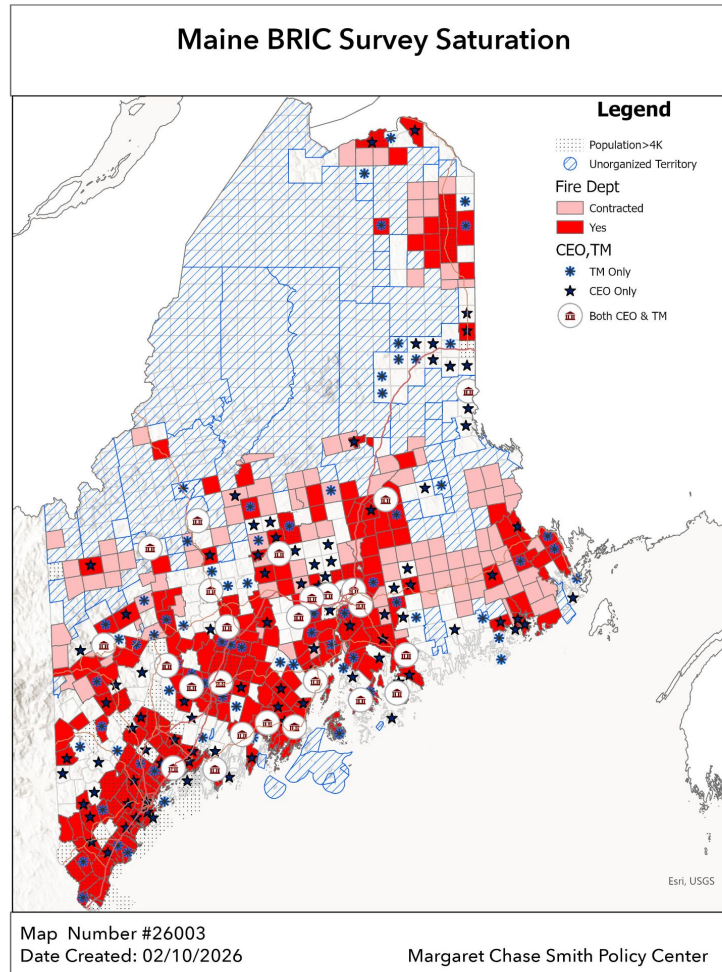 Maine BRIC Survey Saturation
Legend
Population>4K
Unorganized Territory
Fire Dept
Contracted
Yes
CEO,TM
TM Only
CEO Only
Both CEO & TM
Esri, USGS
Map Number #26003
Date Created: 02/10/2026
Margaret Chase Smith Policy Center